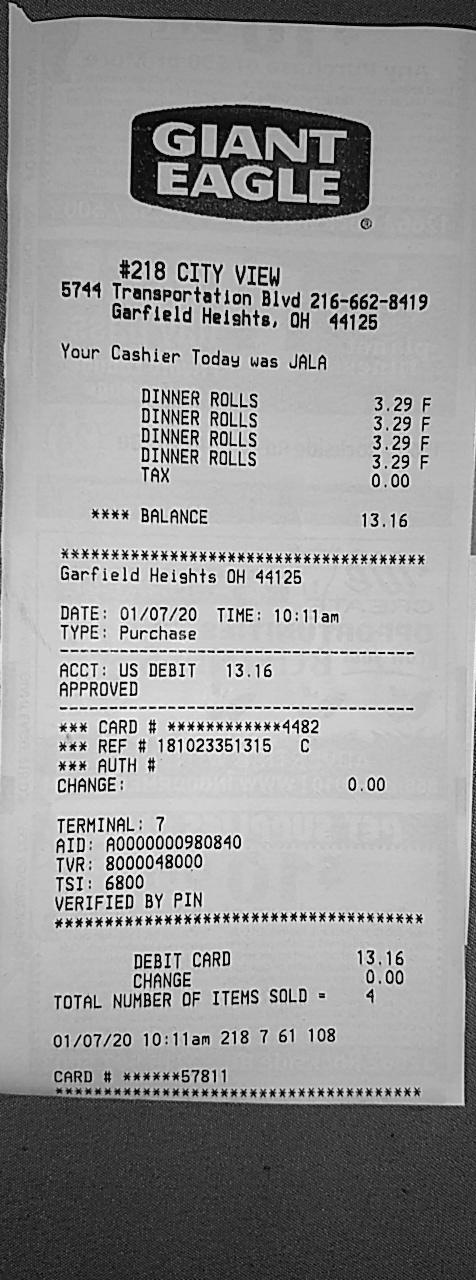 GIANT
EAGLE
®
#218 CITY VIEW
5744 Transportation Blvd 216-662-8419
Garfield Heights, OH 44125
Your Cashier Today was JALA
DINNER ROLLS 3.29 F
DINNER ROLLS 3.29 F
DINNER ROLLS 3.29 F
DINNER ROLLS 3.29 F
TAX 0.00
**** BALANCE 13.16
***************************************
Garfield Heights OH 44125
DATE: 01/07/20 TIME: 10:11am
TYPE: Purchase
--------------------------------------
ACCT: US DEBIT 13.16
APPROVED
--------------------------------------
*** CARD # ************4482
*** REF # 181023351315 C
*** AUTH #
CHANGE: 0.00
TERMINAL: 7
AID: A0000000980840
TVR: 8000048000
TSI: 6800
VERIFIED BY PIN
***************************************
DEBIT CARD 13.16
CHANGE 0.00
TOTAL NUMBER OF ITEMS SOLD = 4
01/07/20 10:11am 218 7 61 108
CARD # ******57811
***************************************